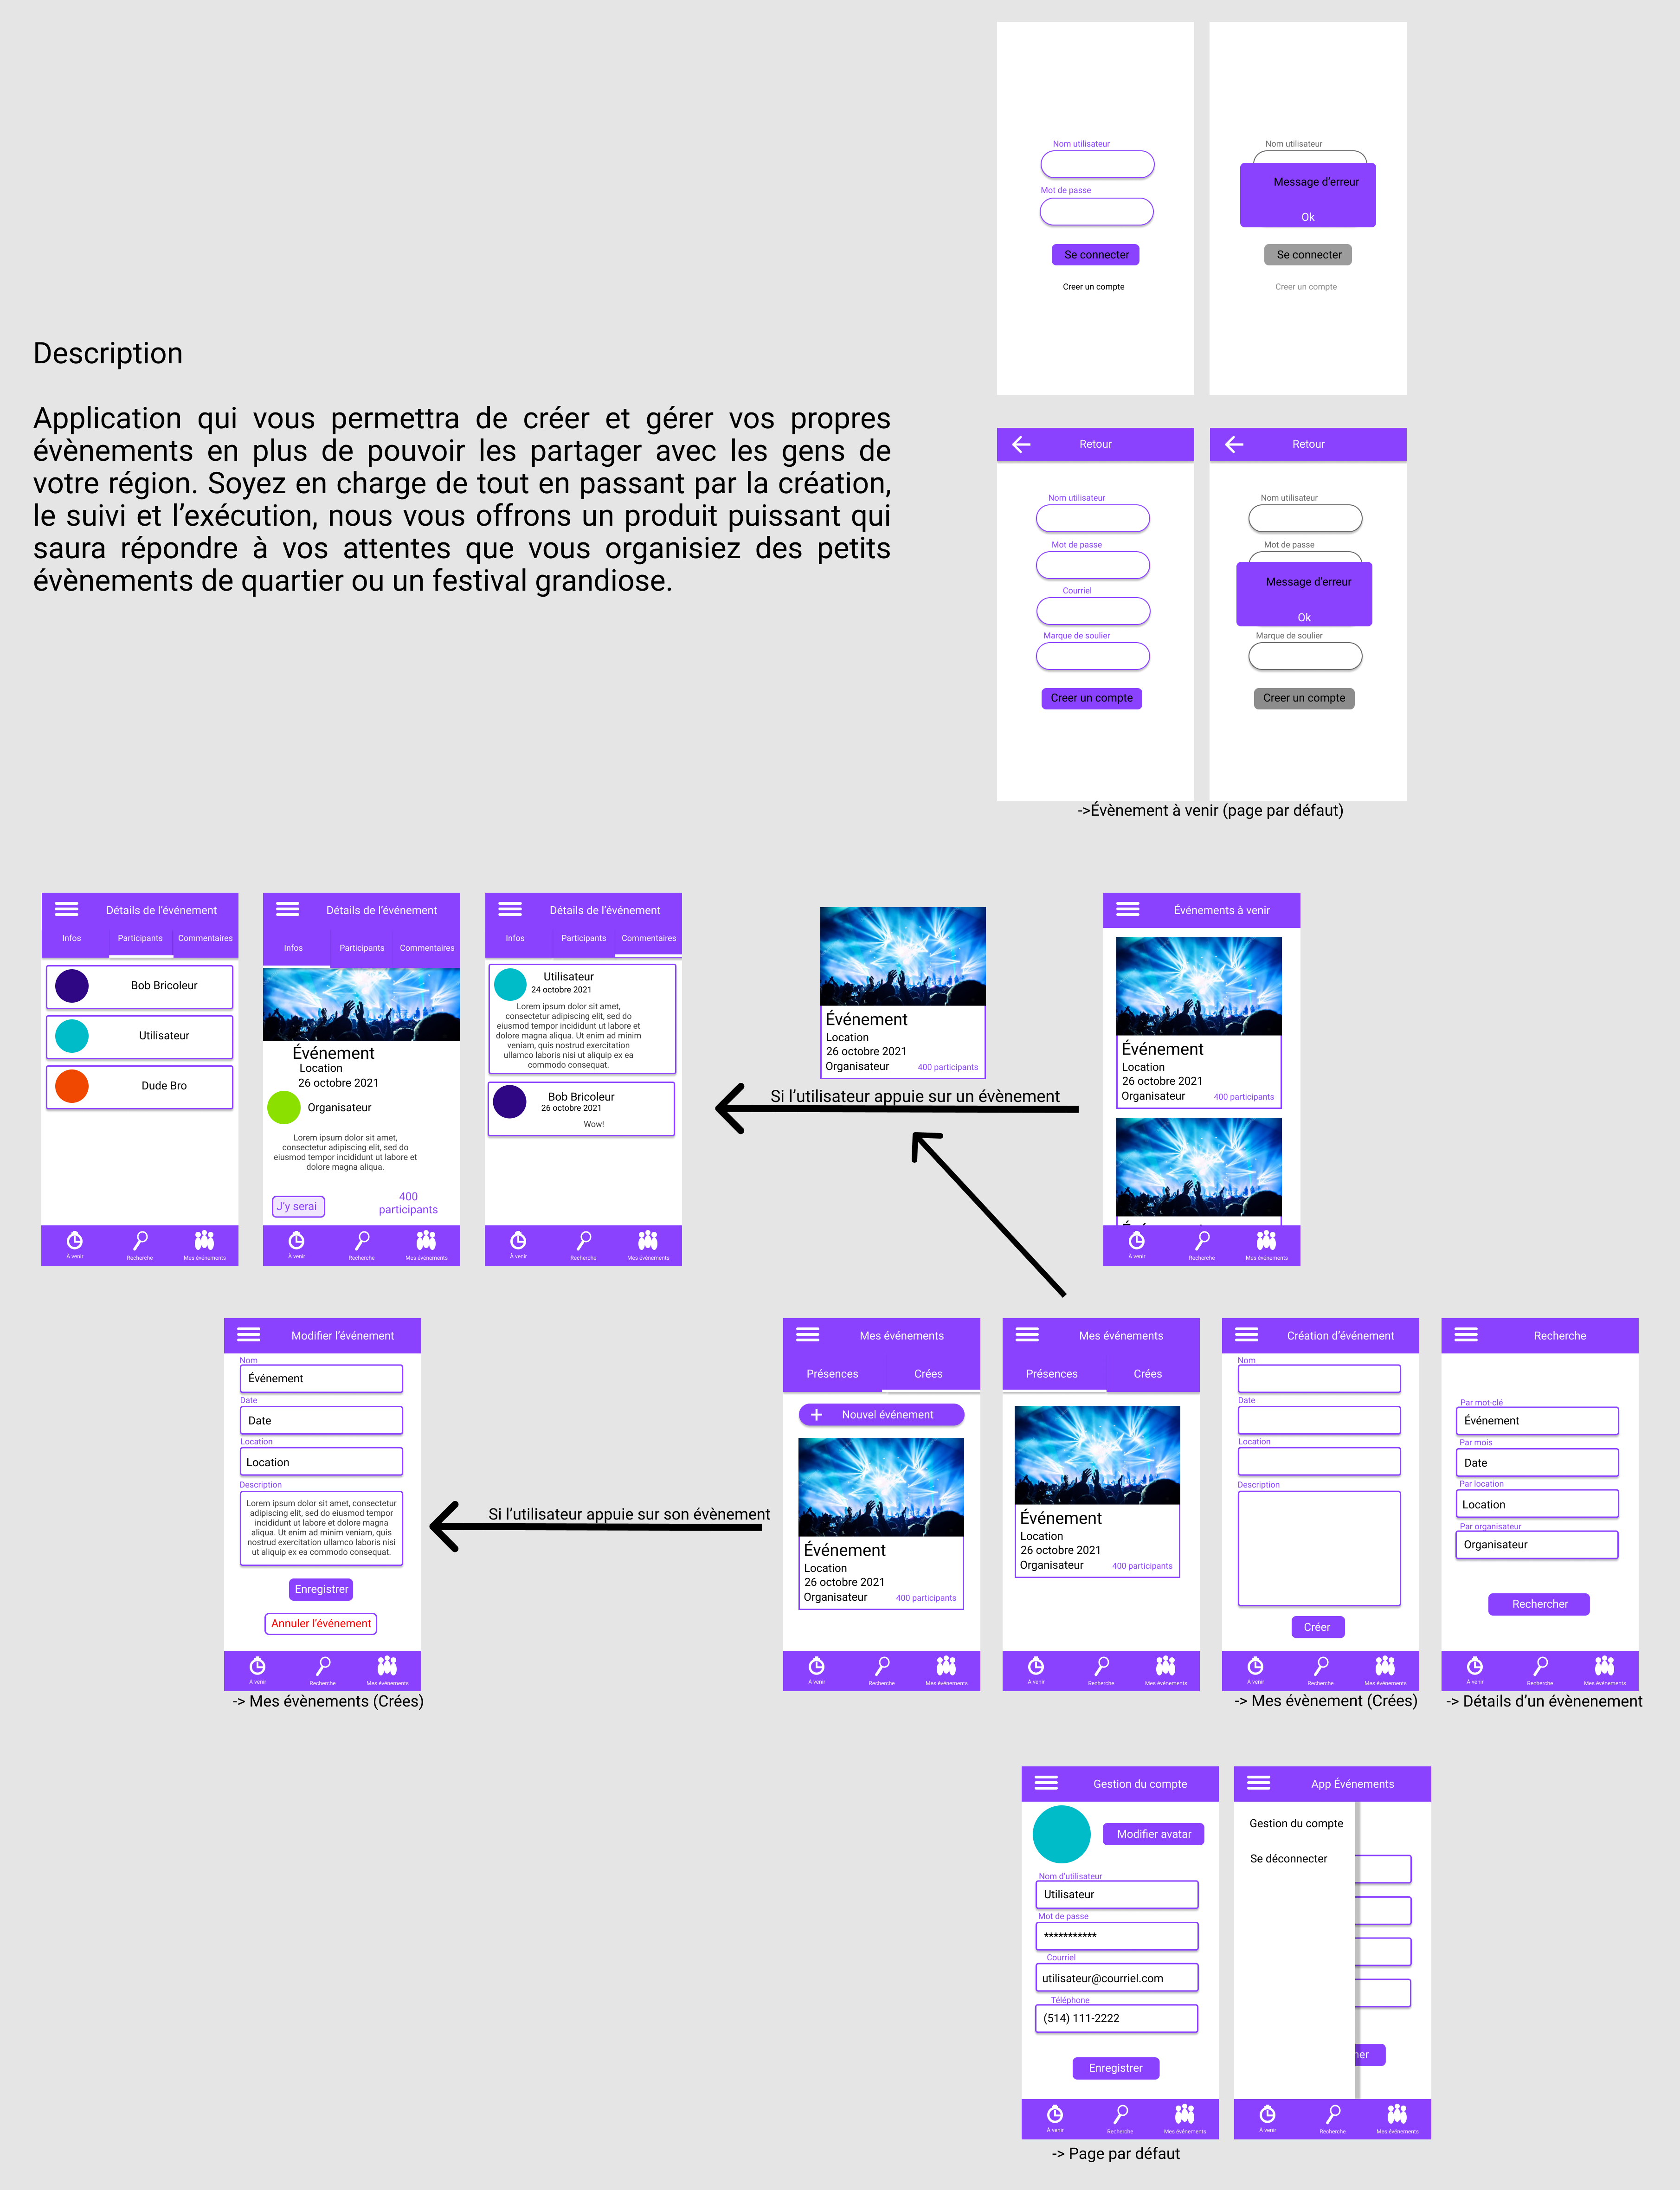 Nom utilisateur
Mot de passe
Se connecter
Creer un compte
Nom utilisateur
Message d'erreur
Ok
Se connecter
Creer un compte
Description
Application qui vous permettra de créer et gérer vos propres
évènements en plus de pouvoir les partager avec les gens de
votre région. Soyez en charge de tout en passant par la création,
le suivi et l'exécution, nous vous offrons un produit puissant qui
saura répondre à vos attentes que vous organisiez des petits
évènements de quartier ou un festival grandiose.
Retour
Nom utilisateur
Mot de passe
Courriel
Marque de soulier
Creer un compte
Retour
Nom utilisateur
Mot de passe
Message d'erreur
Ok
Marque de soulier
Creer un compte
->Évènement à venir (page par défaut)
Détails de l'événement
Infos
Participants
Commentaires
Bob Bricoleur
Utilisateur
Dude Bro
À venir
Recherche
Mes événements
Détails de l'événement
Infos
Participants
Commentaires
Événement
Location
26 octobre 2021
Organisateur
Lorem ipsum dolor sit amet,
consectetur adipiscing elit, sed do
eiusmod tempor incididunt ut labore et
dolore magna aliqua.
J'y serai
400
participants
À venir
Recherche
Mes événements
Détails de l'événement
Infos
Participants
Commentaires
Utilisateur
24 octobre 2021
Lorem ipsum dolor sit amet,
consectetur adipiscing elit, sed do
eiusmod tempor incididunt ut labore et
dolore magna aliqua. Ut enim ad minim
veniam, quis nostrud exercitation
ullamco laboris nisi ut aliquip ex ea
commodo consequat.
Bob Bricoleur
26 octobre 2021
Wow!
À venir
Recherche
Mes événements
Événement
Location
26 octobre 2021
Organisateur
400 participants
Si l'utilisateur appuie sur un évènement
Événements à venir
Événement
Location
26 octobre 2021
Organisateur
400 participants
À venir
Recherche
Mes événements
Modifier l'événement
Nom
Événement
Date
Date
Location
Location
Description
Lorem ipsum dolor sit amet, consectetur
adipiscing elit, sed do eiusmod tempor
incididunt ut labore et dolore magna
aliqua. Ut enim ad minim veniam, quis
nostrud exercitation ullamco laboris nisi
ut aliquip ex ea commodo consequat.
Enregistrer
Annuler l'événement
À venir
Recherche
Mes événements
-> Mes évènements (Crées)
Si l'utilisateur appuie sur son évènement
Mes événements
Présences
Crées
+ Nouvel événement
Événement
Location
26 octobre 2021
Organisateur
400 participants
À venir
Recherche
Mes événements
Mes événements
Présences
Crées
Événement
Location
26 octobre 2021
Organisateur
400 participants
À venir
Recherche
Mes événements
Création d'événement
Nom
Date
Location
Description
Créer
À venir
Recherche
Mes événements
-> Mes évènement (Crées)
Recherche
Par mot-clé
Événement
Par mois
Date
Par location
Location
Par organisateur
Organisateur
Rechercher
À venir
Recherche
Mes événements
-> Détails d'un évènenement
Gestion du compte
Modifier avatar
Nom d'utilisateur
Utilisateur
Mot de passe
***********
Courriel
utilisateur@courriel.com
Téléphone
(514) 111-2222
Enregistrer
À venir
Recherche
Mes événements
-> Page par défaut
App Événements
Gestion du compte
Se déconnecter
À venir
Recherche
Mes événements